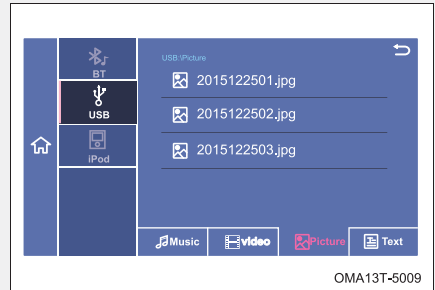 BT
USB
iPod
USB:\Picture
2015122501.jpg
2015122502.jpg
2015122503.jpg
Music
video
Picture
Text
OMA13T-5009